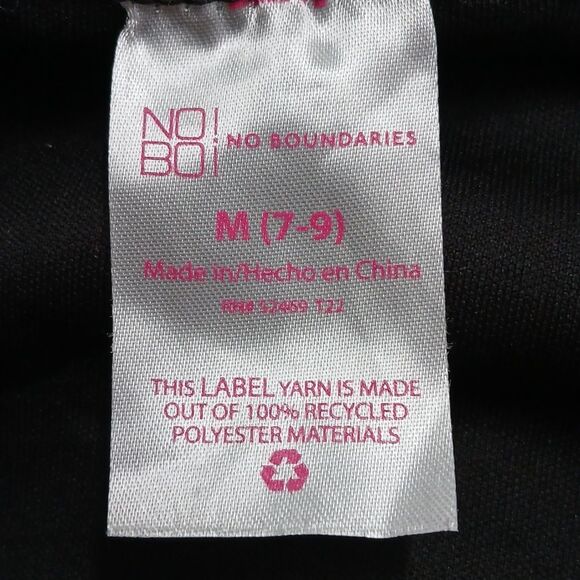 NO!
BO!
NO BOUNDARIES
M (7-9)
Made in/Hecho en China
RN# 52469 T22
THIS LABEL YARN IS MADE
OUT OF 100% RECYCLED
POLYESTER MATERIALS